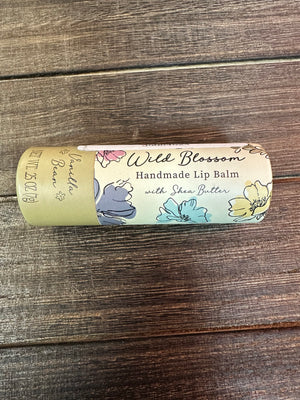 Wild Blossom
Handmade Lip Balm
with Shea Butter
Vanilla
Bean